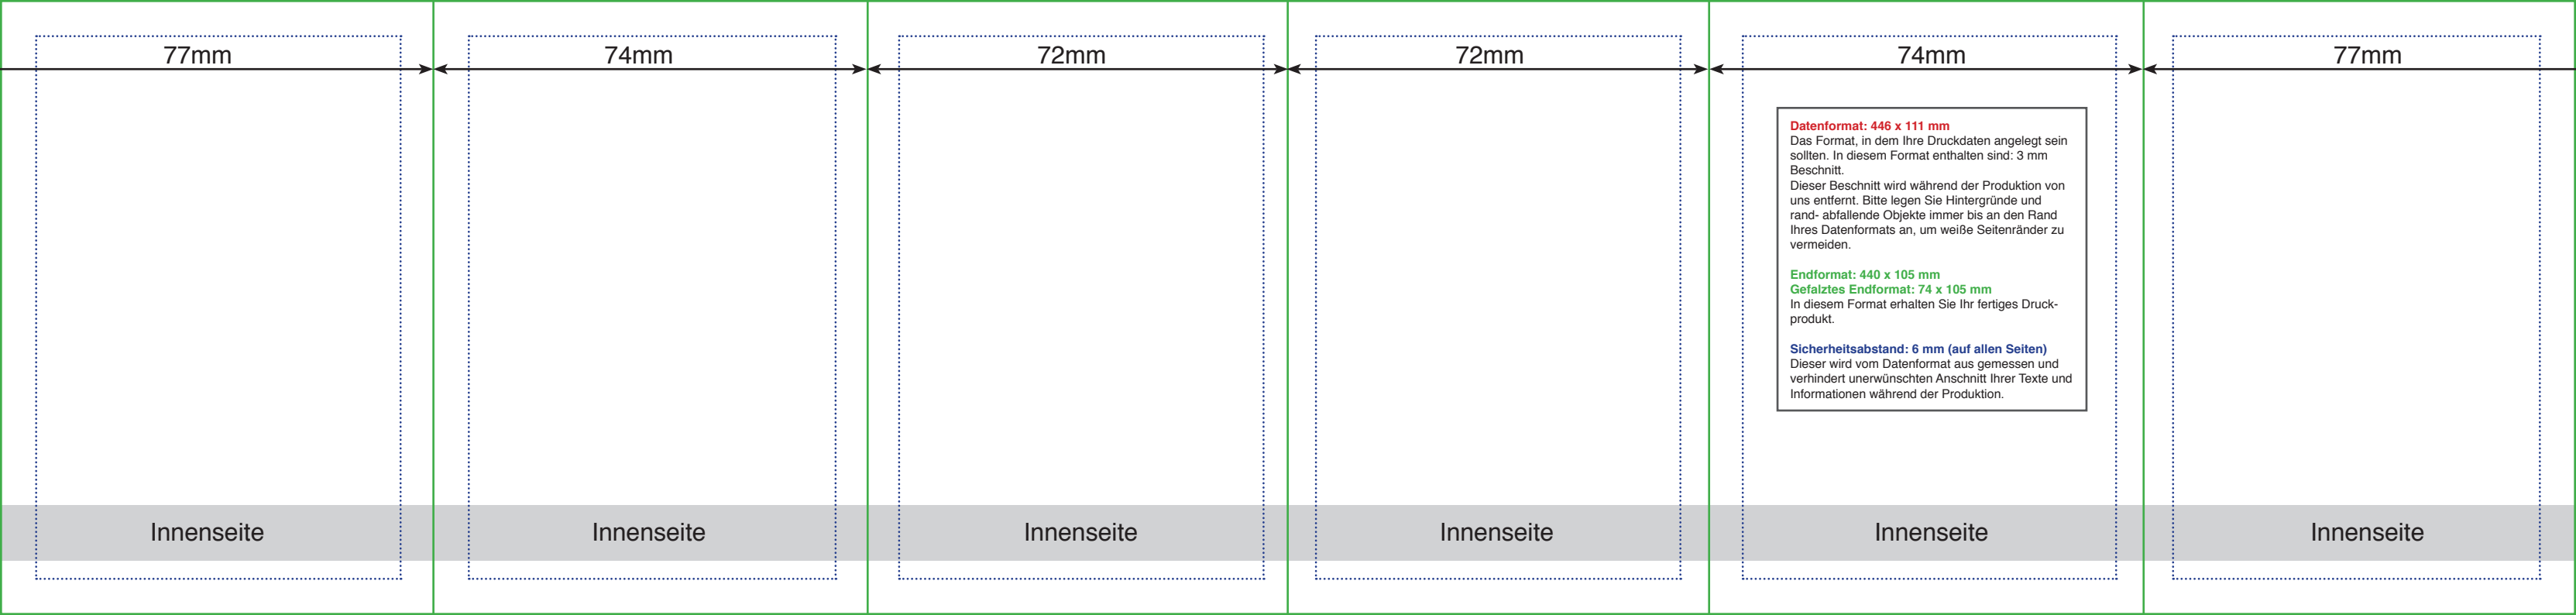 77mm
74mm
72mm
72mm
74mm
77mm
Datenformat: 446 x 111 mm
Das Format, in dem Ihre Druckdaten angelegt sein
sollten. In diesem Format enthalten sind: 3 mm
Beschnitt.
Dieser Beschnitt wird während der Produktion von
uns entfernt. Bitte legen Sie Hintergründe und
rand- abfallende Objekte immer bis an den Rand
Ihres Datenformats an, um weiße Seitenränder zu
vermeiden.
Endformat: 440 x 105 mm
Gefalztes Endformat: 74 x 105 mm
In diesem Format erhalten Sie Ihr fertiges Druck-
produkt.
Sicherheitsabstand: 6 mm (auf allen Seiten)
Dieser wird vom Datenformat aus gemessen und
verhindert unerwünschten Anschnitt Ihrer Texte und
Informationen während der Produktion.
Innenseite
Innenseite
Innenseite
Innenseite
Innenseite
Innenseite